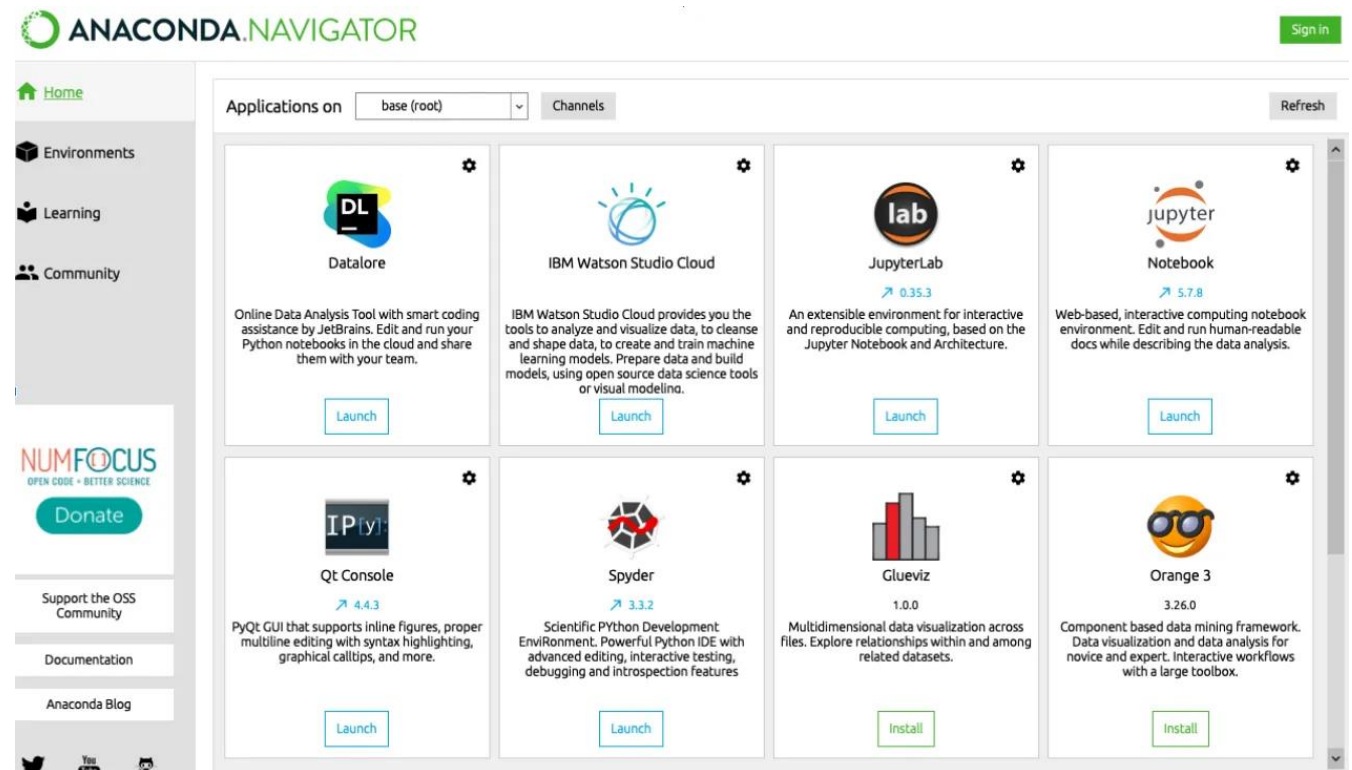 ANACONDA.NAVIGATOR
Sign in
Home
Environments
Learning
Community
NUMFOCUS
OPEN CODE = BETTER SCIENCE
Donate
Support the OSS
Community
Documentation
Anaconda Blog
You
Applications on
base (root)
Channels
Refresh
DL
Datalore
Online Data Analysis Tool with smart coding
assistance by JetBrains. Edit and run your
Python notebooks in the cloud and share
them with your team.
Launch
IBM Watson Studio Cloud
IBM Watson Studio Cloud provides you the
tools to analyze and visualize data, to cleanse
and shape data, to create and train machine
learning models. Prepare data and build
models, using open source data science tools
or visual modeling.
Launch
lab
JupyterLab
0.35.3
An extensible environment for interactive
and reproducible computing, based on the
Jupyter Notebook and Architecture.
Launch
jupyter
Notebook
5.7.8
Web-based, interactive computing notebook
environment. Edit and run human-readable
docs while describing the data analysis.
Launch
IP[y]:
Qt Console
4.4.3
PyQt GUI that supports inline figures, proper
multiline editing with syntax highlighting,
graphical calltips, and more.
Launch
Spyder
3.3.2
Scientific PYthon Development
EnviRonment. Powerful Python IDE with
advanced editing, interactive testing,
debugging and introspection features
Launch
Glueviz
1.0.0
Multidimensional data visualization across
files. Explore relationships within and among
related datasets.
Install
Orange 3
3.26.0
Component based data mining framework.
Data visualization and data analysis for
novice and expert. Interactive workflows
with a large toolbox.
Install